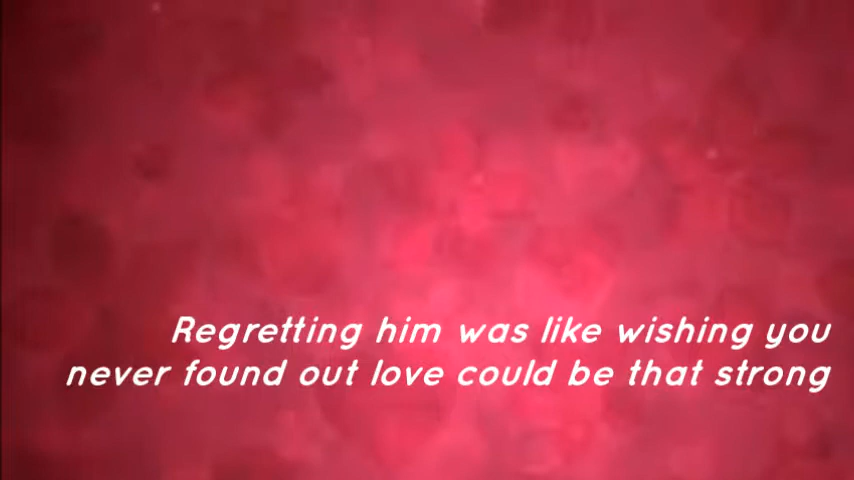 Regretting him was like wishing you
never found out love could be that strong